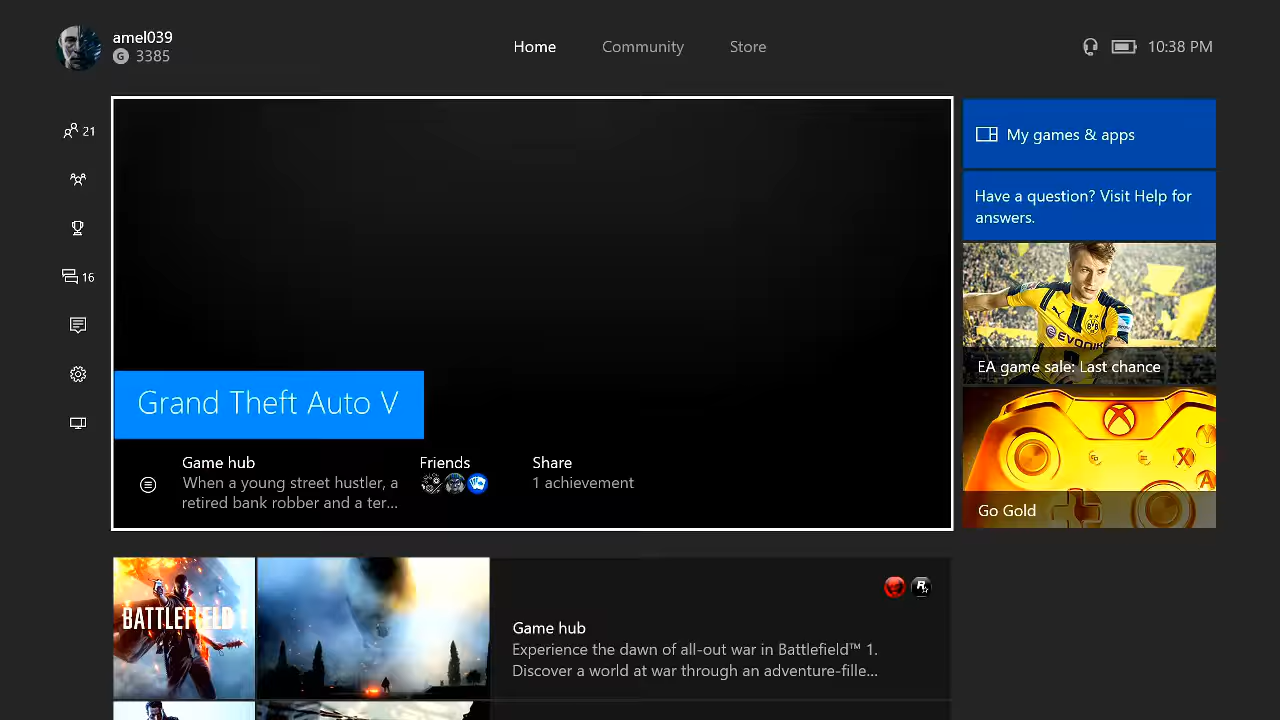 amel039
G 3385
Home
Community
Store
10:38 PM
21
16
My games & apps
Have a question? Visit Help for
answers.
EVONIK
EA game sale: Last chance
Y
X
A
Go Gold
Grand Theft Auto V
Game hub
When a young street hustler, a
retired bank robber and a ter...
Friends
Share
1 achievement
BATTLEFIELD 1
R
Game hub
Experience the dawn of all-out war in Battlefield™ 1.
Discover a world at war through an adventure-fille...